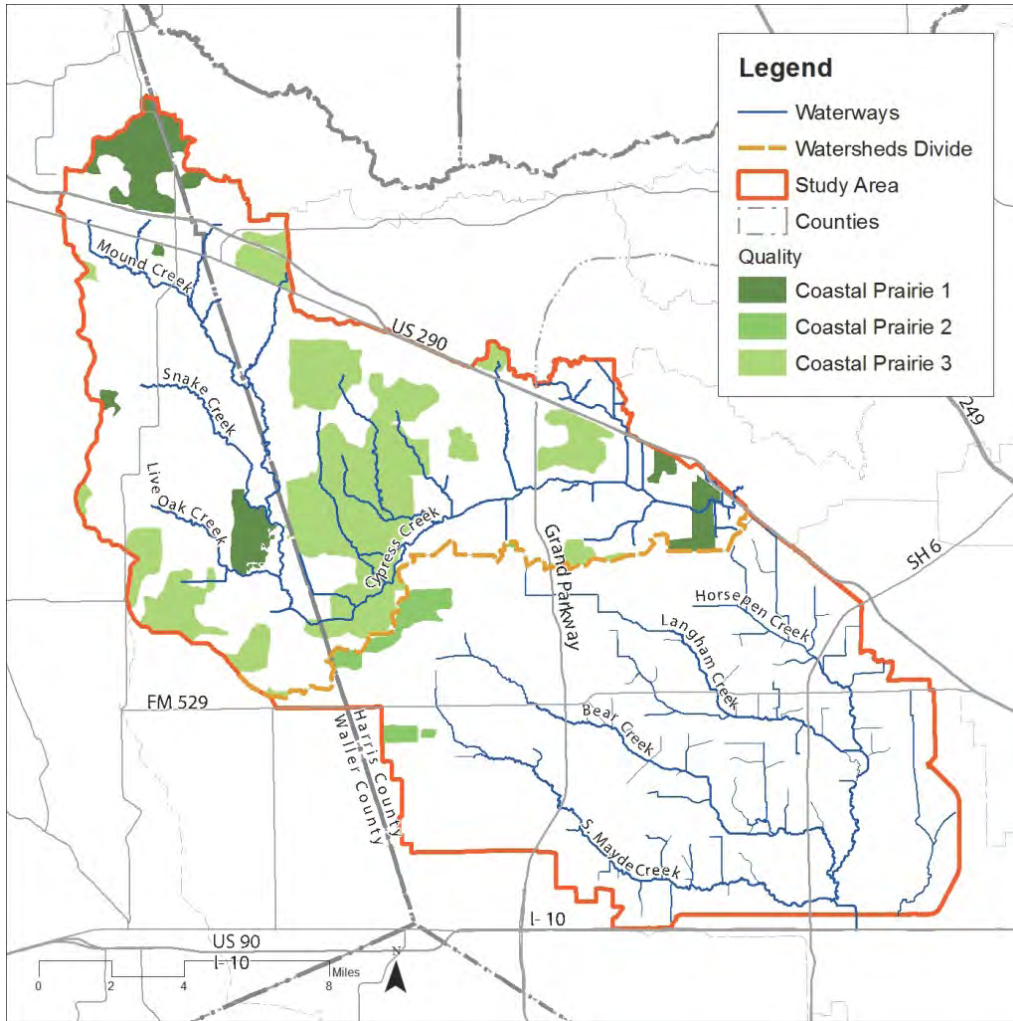 Legend
Waterways
Watersheds Divide
Study Area
Counties
Quality
Coastal Prairie 1
Coastal Prairie 2
Coastal Prairie 3
Mound Creek
US 290
Snake Creek
249
Live Oak Creek
Cypress Creek
Grand Parkway
SH 6
Horsepen Creek
Langham Creek
FM 529
Bear Creek
Harris County
Waller County
S. Mayde Creek
I- 10
US 90
I- 10
N
Miles
0 2 4 8